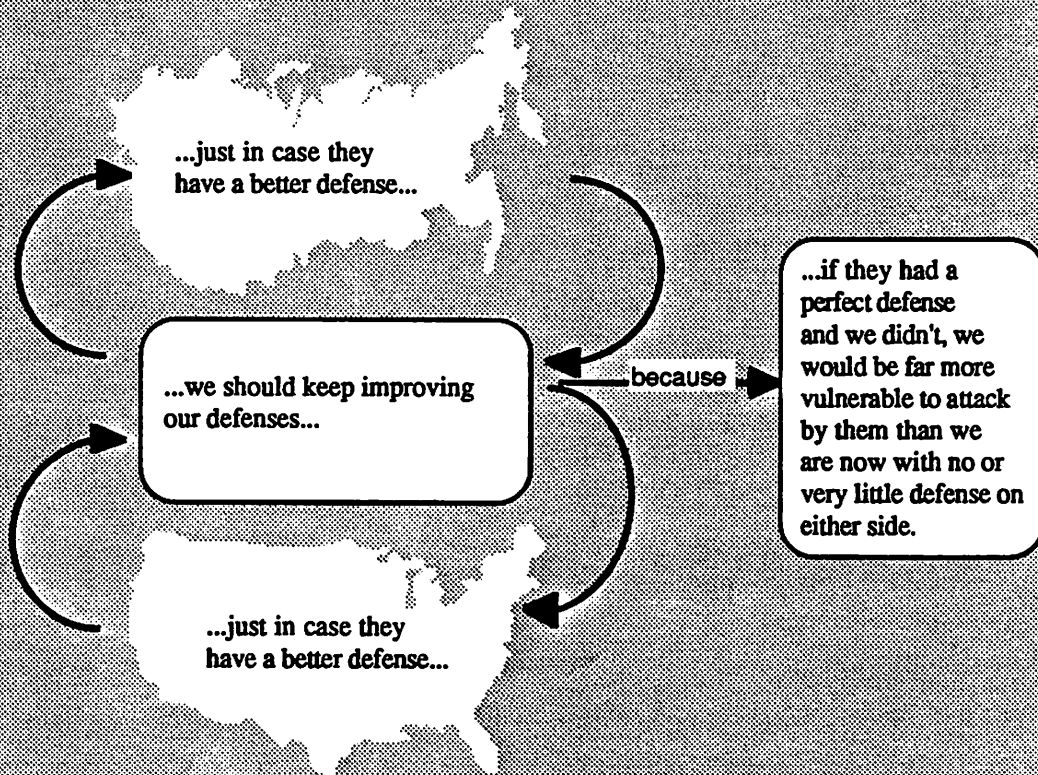 ...just in case they
have a better defense...
...we should keep improving
our defenses...
because
...if they had a
perfect defense
and we didn't, we
would be far more
vulnerable to attack
by them than we
are now with no or
very little defense on
either side.
...just in case they
have a better defense...